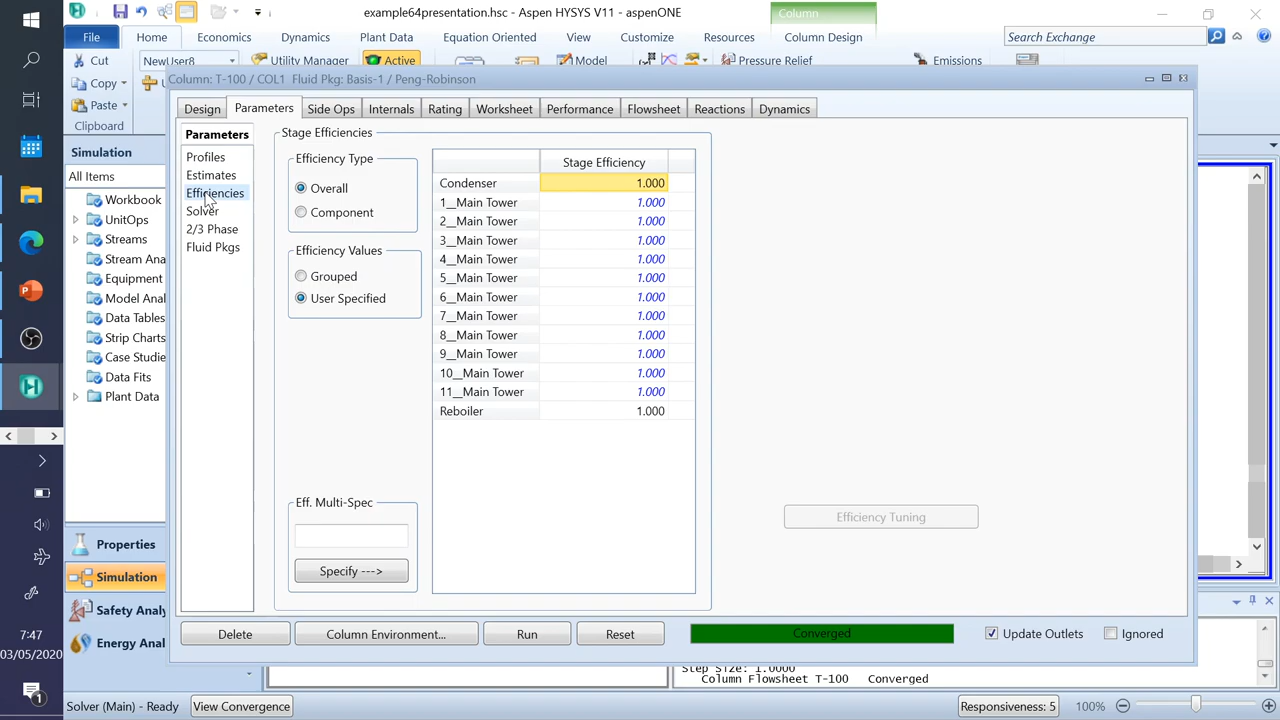 example64presentation.hsc - Aspen HYSYS V11 - aspenONE
Column
File
Home
Economics
Dynamics
Plant Data
Equation Oriented
View
Customize
Resources
Column Design
Search Exchange
Cut
NewUser8
Utility Manager
Active
Model
Pressure Relief
Emissions
Copy
Paste
Clipboard
Column: T-100 / COL1 Fluid Pkg: Basis-1 / Peng-Robinson
Design
Parameters
Side Ops
Internals
Rating
Worksheet
Performance
Flowsheet
Reactions
Dynamics
Simulation
All Items
Workbook
UnitOps
Streams
Stream Ana
Equipment
Model Anal
Data Tables
Strip Charts
Case Studie
Data Fits
Plant Data
Properties
Simulation
Safety Analy
Energy Anal
Parameters
Profiles
Estimates
Efficiencies
Solver
2/3 Phase
Fluid Pkgs
Stage Efficiencies
Efficiency Type
Overall
Component
Efficiency Values
Grouped
User Specified
Eff. Multi-Spec
Specify --->
Stage Efficiency
Condenser 1.000
1__Main Tower 1.000
2__Main Tower 1.000
3__Main Tower 1.000
4__Main Tower 1.000
5__Main Tower 1.000
6__Main Tower 1.000
7__Main Tower 1.000
8__Main Tower 1.000
9__Main Tower 1.000
10__Main Tower 1.000
11__Main Tower 1.000
Reboiler 1.000
Efficiency Tuning
Delete
Column Environment...
Run
Reset
Converged
Update Outlets
Ignored
Step Size: 1.0000
Column Flowsheet T-100 Converged
Solver (Main) - Ready
View Convergence
Responsiveness: 5
100%
7:47
03/05/2020
1